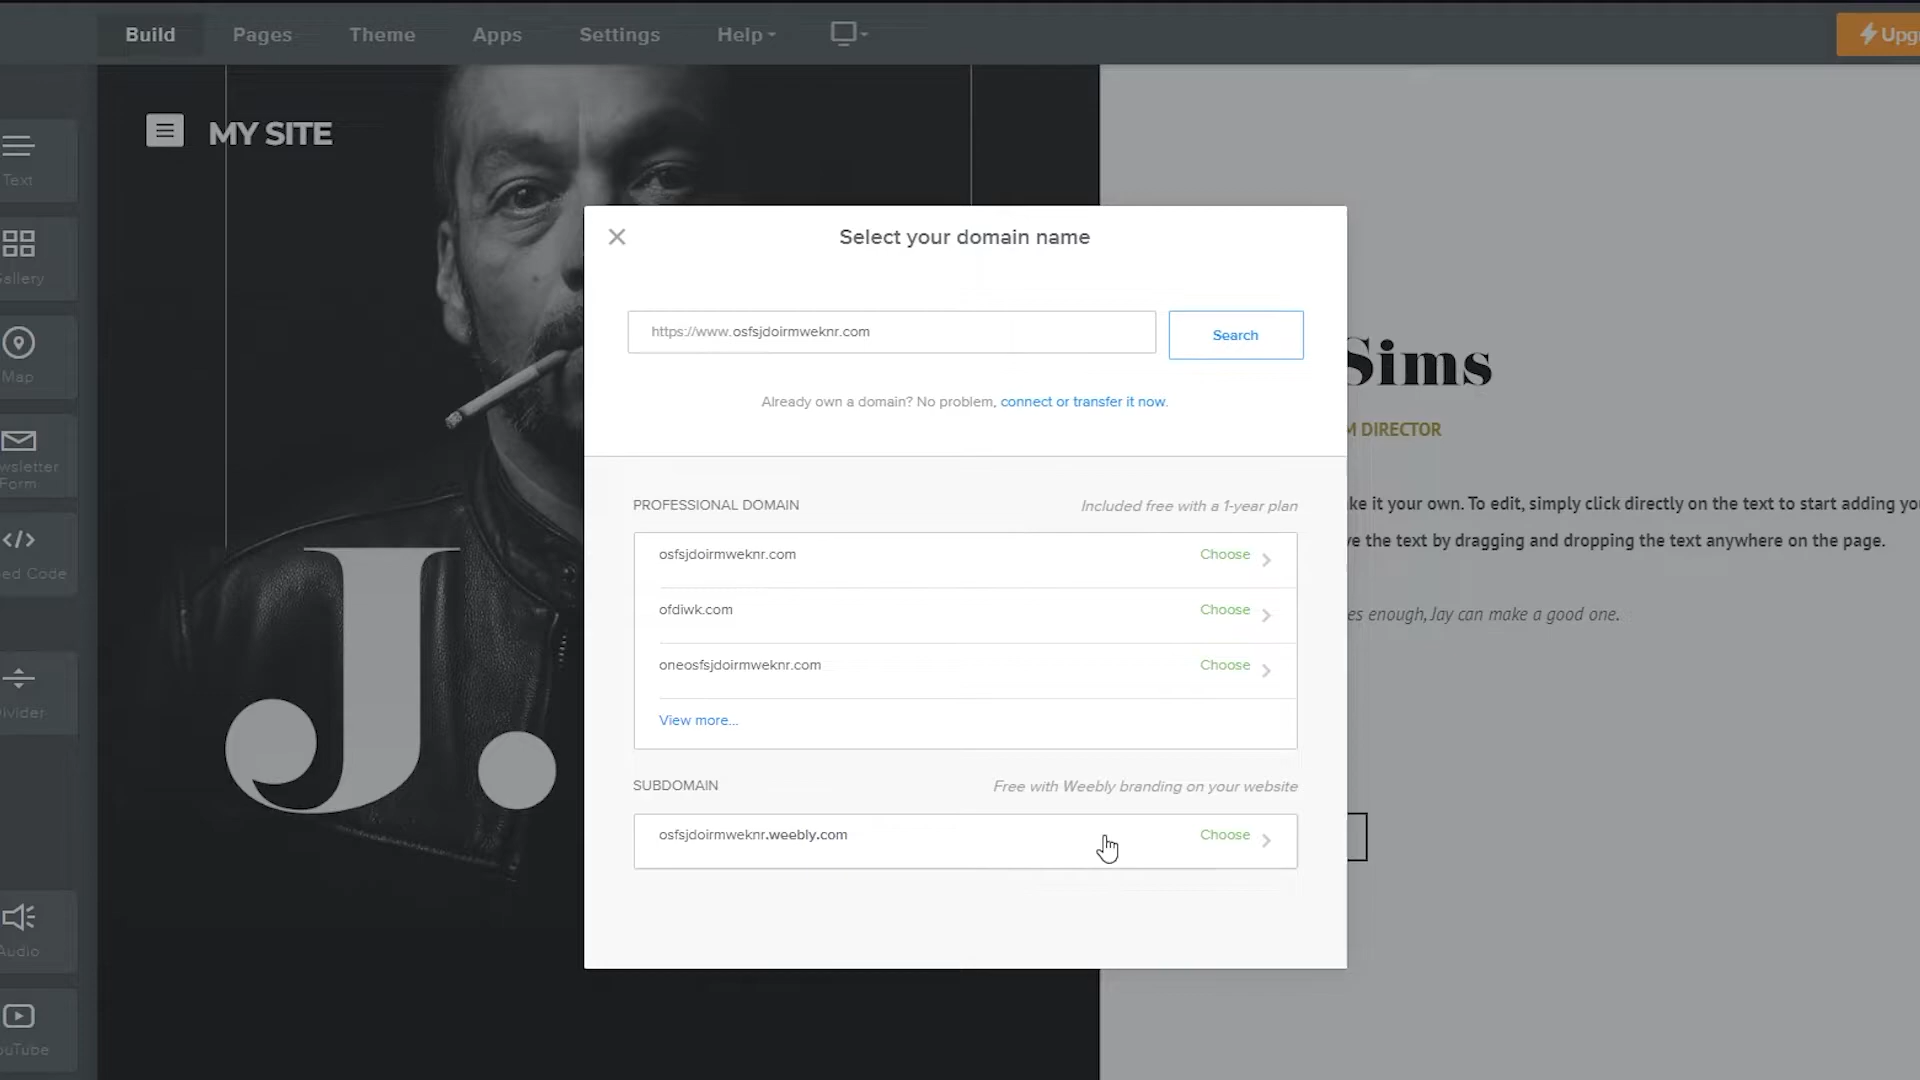 Build Pages Theme Apps Settings Help
Upg
MY SITE
Text
allery
Map
wsletter
Form
ed Code
ivider
Audio
ouTube
J.
Select your domain name
https://www.osfsjdoirmweknr.com
Search
Already own a domain? No problem, connect or transfer it now.
PROFESSIONAL DOMAIN Included free with a 1-year plan
osfsjdoirmweknr.com Choose
ofdiwk.com Choose
oneosfsjdoirmweknr.com Choose
View more...
SUBDOMAIN Free with Weebly branding on your website
osfsjdoirmweknr.weebly.com Choose
Sims
M DIRECTOR
ke it your own. To edit, simply click directly on the text to start adding you
ve the text by dragging and dropping the text anywhere on the page.
es enough, Jay can make a good one.